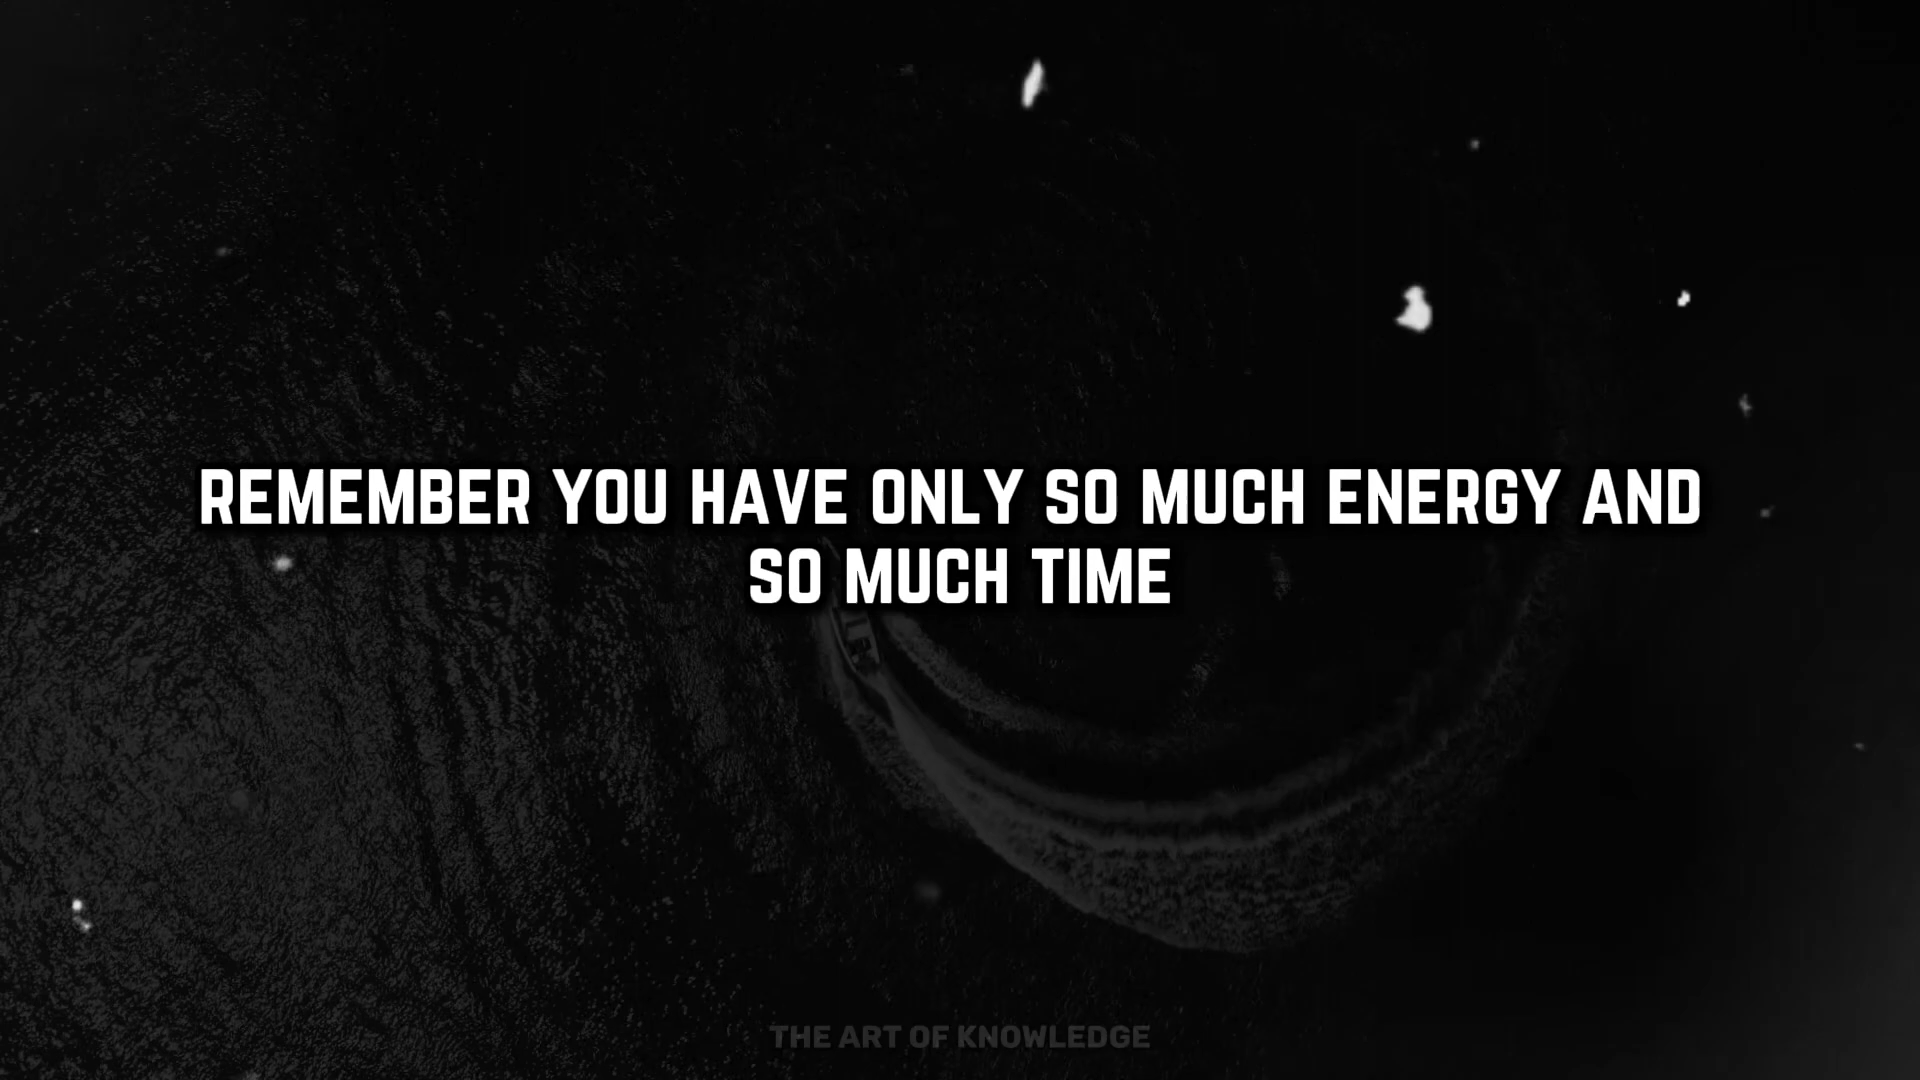 REMEMBER YOU HAVE ONLY SO MUCH ENERGY AND
SO MUCH TIME
THE ART OF KNOWLEDGE